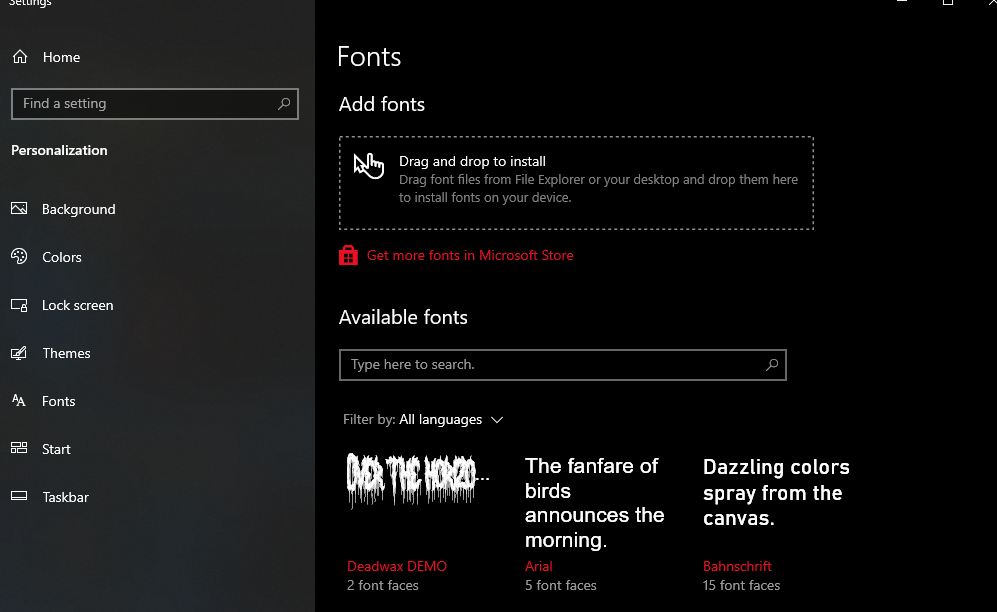 Settings
Home
Find a setting
Personalization
Background
Colors
Lock screen
Themes
Fonts
Start
Taskbar
Fonts
Add fonts
Drag and drop to install
Drag font files from File Explorer or your desktop and drop them here
to install fonts on your device.
Get more fonts in Microsoft Store
Available fonts
Type here to search.
Filter by: All languages
OVER THE HORIZO...
Deadwax DEMO
2 font faces
The fanfare of
birds
announces the
morning.
Arial
5 font faces
Dazzling colors
spray from the
canvas.
Bahnschrift
15 font faces